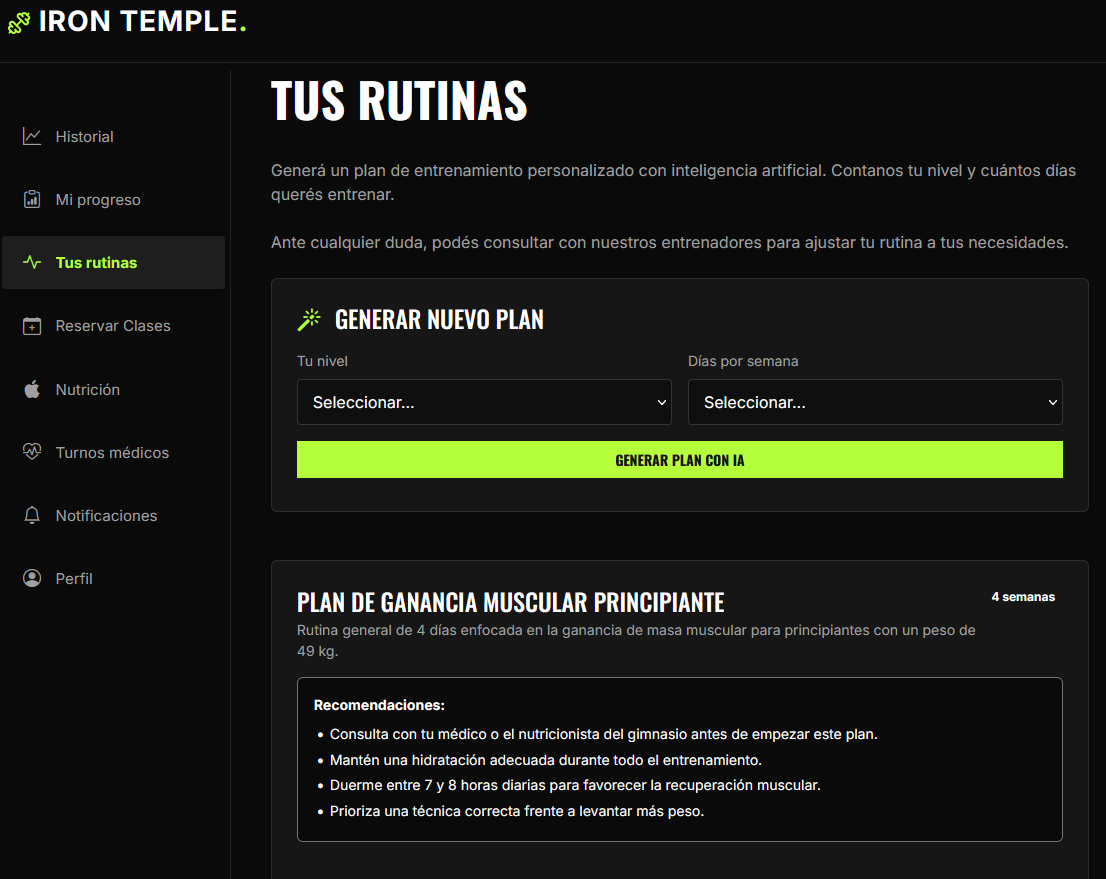 IRON TEMPLE.
Historial
Mi progreso
Tus rutinas
Reservar Clases
Nutrición
Turnos médicos
Notificaciones
Perfil
TUS RUTINAS
Generá un plan de entrenamiento personalizado con inteligencia artificial. Contanos tu nivel y cuántos días
querés entrenar.
Ante cualquier duda, podés consultar con nuestros entrenadores para ajustar tu rutina a tus necesidades.
GENERAR NUEVO PLAN
Tu nivel
Días por semana
Seleccionar...
Seleccionar...
GENERAR PLAN CON IA
PLAN DE GANANCIA MUSCULAR PRINCIPIANTE
4 semanas
Rutina general de 4 días enfocada en la ganancia de masa muscular para principiantes con un peso de
49 kg.
Recomendaciones:
• Consulta con tu médico o el nutricionista del gimnasio antes de empezar este plan.
• Mantén una hidratación adecuada durante todo el entrenamiento.
• Duerme entre 7 y 8 horas diarias para favorecer la recuperación muscular.
• Prioriza una técnica correcta frente a levantar más peso.